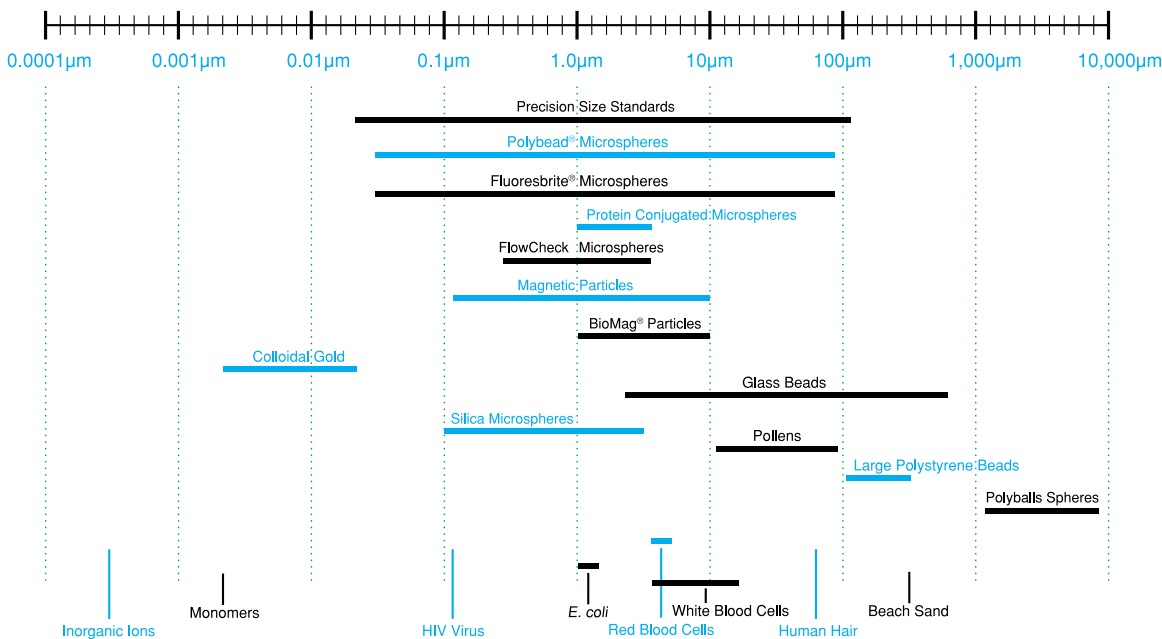 0.0001µm 0.001µm 0.01µm 0.1µm 1.0µm 10µm 100µm 1,000µm 10,000µm
Precision Size Standards
Polybead® Microspheres
Fluoresbrite® Microspheres
Protein Conjugated Microspheres
FlowCheck Microspheres
Magnetic Particles
BioMag® Particles
Colloidal Gold
Glass Beads
Silica Microspheres
Pollens
Large Polystyrene Beads
Polyballs Spheres
Monomers E. coli White Blood Cells Beach Sand
Inorganic Ions HIV Virus Red Blood Cells Human Hair